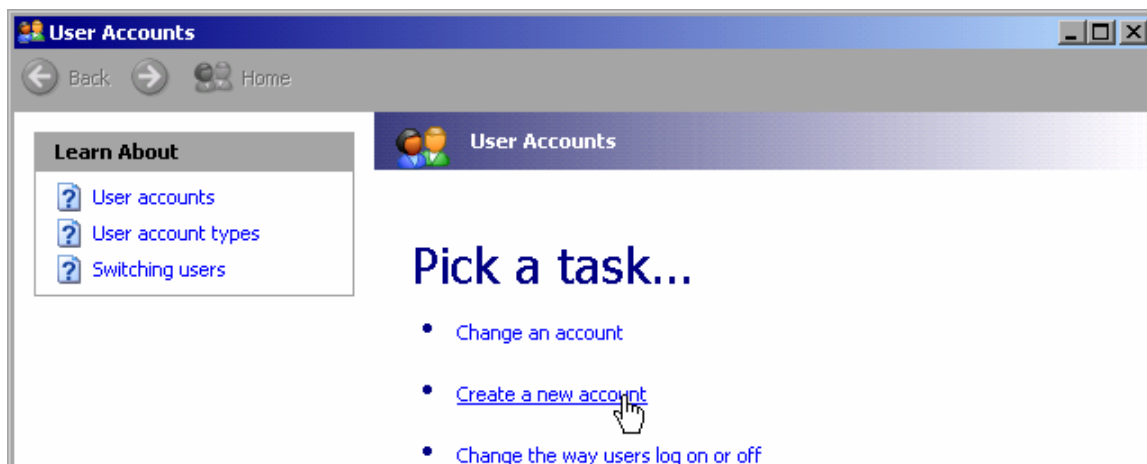 User Accounts
Back Home
Learn About
User accounts
User account types
Switching users
User Accounts
Pick a task...
Change an account
Create a new account
Change the way users log on or off